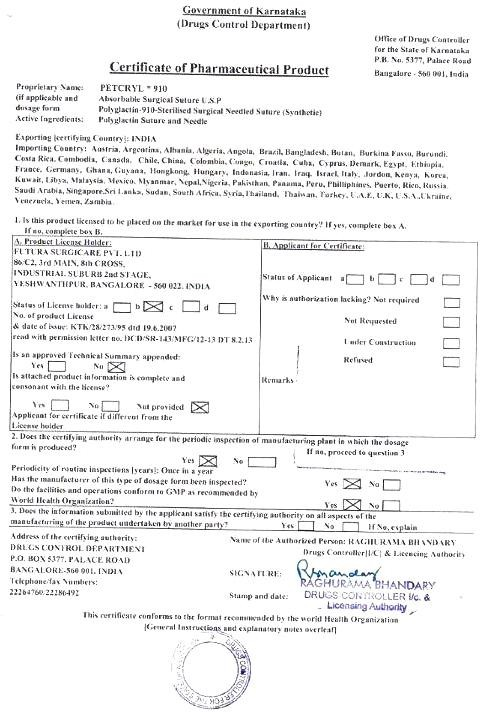 Government of Karnataka
(Drugs Control Department)
Office of Drugs Controller
for the State of Karnataka
P.B. No. 5377, Palace Road
Bangalore - 560 001, India
Certificate of Pharmaceutical Product
Proprietary Name: PETCRYL * 910
(if applicable and Absorbable Surgical Suture U.S.P
dosage form Polyglactin-910-Sterilised Surgical Needled Suture (Synthetic)
Active Ingredients: Polyglactin Suture and Needle
Exporting [certifying Country]: INDIA
Importing Country: Austria, Argentina, Albania, Algeria, Angola, Brazil, Bangladesh, Butan, Burkina Fasso, Burundi,
Costa Rica, Combodia, Canada, Chile, China, Colombia, Congo, Croatia, Cuba, Cyprus, Demark, Egypt, Ethiopia,
France, Germany, Ghana, Guyana, Hongkong, Hungary, Indonasia, Iran, Iraq, Israel, Italy, Jordon, Kenya, Korea,
Kuwait, Libya, Malaysia, Mexico, Myanmar, Nepal, Nigeria, Pakisthan, Panama, Peru, Philliphines, Puerto, Rico, Russia,
Saudi Arabia, Singapore, Sri Lanka, Sudan, South Africa, Syria, Thailand, Thaiwan, Turkey, U.A.E, U.K, U.S.A., Ukraine,
Venezuela, Yemen, Zambia.
1. Is this product licensed to be placed on the market for use in the exporting country? If yes, complete box A.
If no, complete box B.
A. Product License Holder:
FUTURA SURGICARE PVT. LTD
86/C2, 3rd MAIN, 8th CROSS,
INDUSTRIAL SUBURB 2nd STAGE,
YESHWANTHPUR, BANGALORE - 560 022, INDIA
Status of License holder: a b c d
No. of product License
& date of issue: KTK/28/273/95 dtd 19.6.2007
read with permission letter no. DCD/SR-143/MFG/12-13 DT 8.2.13
Is an approved Technical Summary appended:
Yes No
Is attached product information is complete and
consonant with the license?
Yes No Not provided
Applicant for certificate if different from the
License holder
B. Applicant for Certificate:
Status of Applicant a b c d
Why is authorization lacking? Not required
Not Requested
Under Construction
Refused
Remarks
2. Does the certifying authority arrange for the periodic inspection of manufacturing plant in which the dosage
form is produced? If no, proceed to question 3
Yes No
Periodicity of routine inspections [years]: Once in a year
Has the manufacturer of this type of dosage form been inspected? Yes No
Do the facilities and operations conform to GMP as recommended by
World Health Organization? Yes No
3. Does the information submitted by the applicant satisfy the certifying authority on all aspects of the
manufacturing of the product undertaken by another party? Yes No If No, explain
Address of the certifying authority:
DRUGS CONTROL DEPARTMENT
P.O. BOX 5377, PALACE ROAD
BANGALORE-560 001, INDIA
Telephone/fax Numbers:
22264760,22286492
Name of the Authorized Person: RAGHURAMA BHANDARY
Drugs Controller[I/C) & Licencing Authority
SIGNATURE:
Stamp and date:
RAGHURAMA BHANDARY
DRUGS CONTROLLER I/c. &
Licensing Authority
This certificate conforms to the format recommended by the world Health Organization
[General Instructions and explanatory notes overleaf]